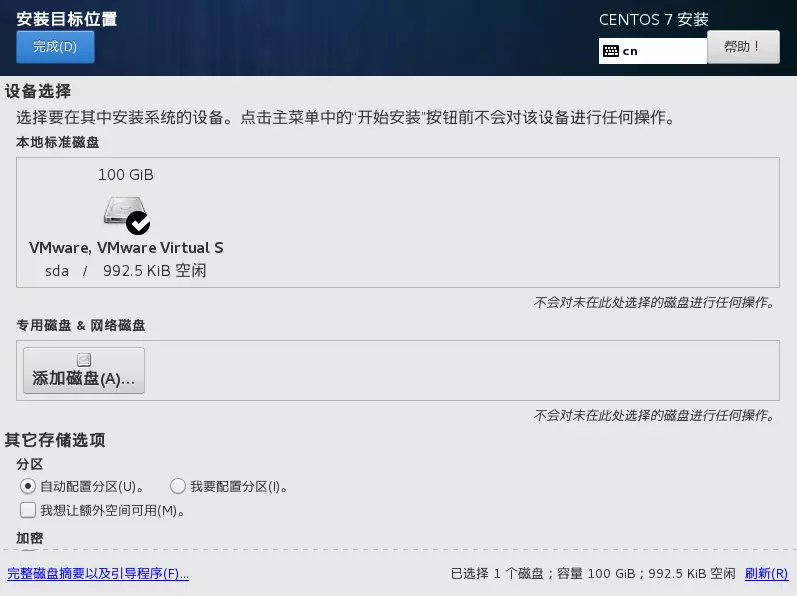 安装目标位置
CENTOS 7 安装
完成(D)
cn
帮助！
设备选择
选择要在其中安装系统的设备。点击主菜单中的“开始安装”按钮前不会对该设备进行任何操作。
本地标准磁盘
100 GiB
VMware, VMware Virtual S
sda / 992.5 KiB 空闲
不会对未在此处选择的磁盘进行任何操作。
专用磁盘 & 网络磁盘
添加磁盘(A)...
不会对未在此处选择的磁盘进行任何操作。
其它存储选项
分区
自动配置分区(U)。 我要配置分区(I)。
我想让额外空间可用(M)。
加密
完整磁盘摘要以及引导程序(F)...
已选择 1 个磁盘；容量 100 GiB；992.5 KiB 空闲 刷新(R)